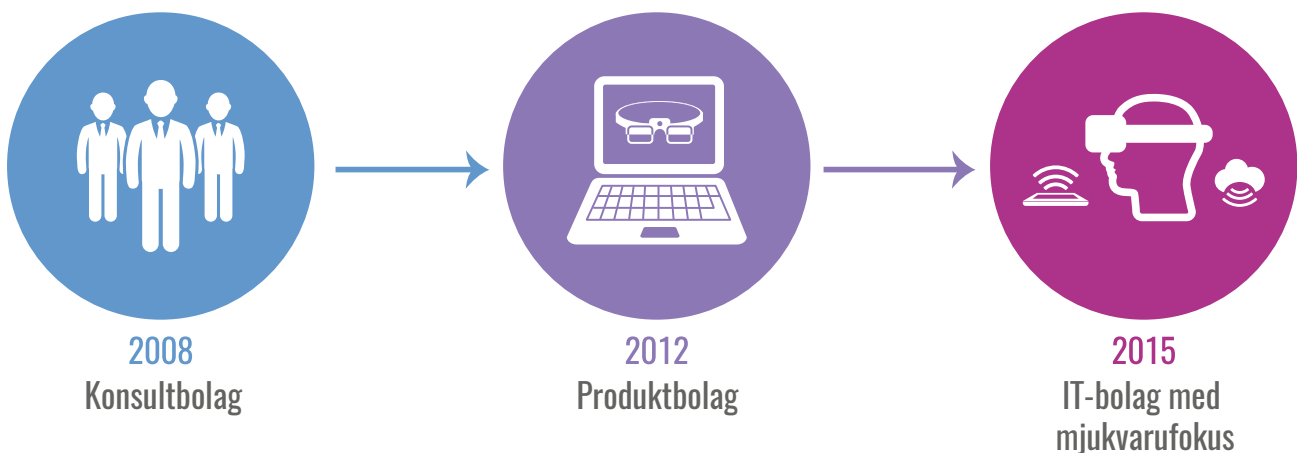 2008
Konsultbolag
2012
Produktbolag
2015
IT-bolag med
mjukvarufokus